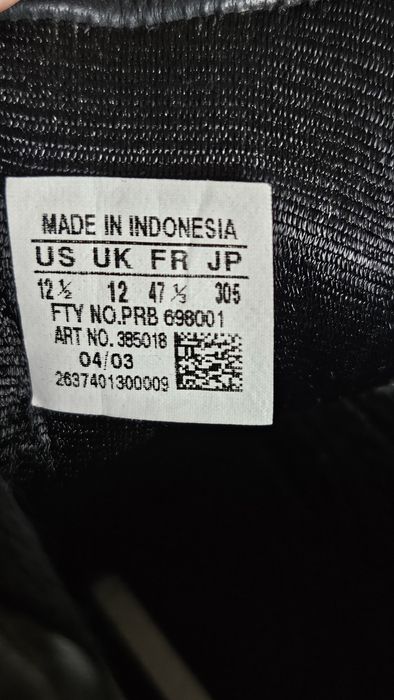 MADE IN INDONESIA
US UK FR JP
12 ½ 12 47 ⅓ 305
FTY NO.PRB 698001
ART NO. 385018
04/03
2637401300009